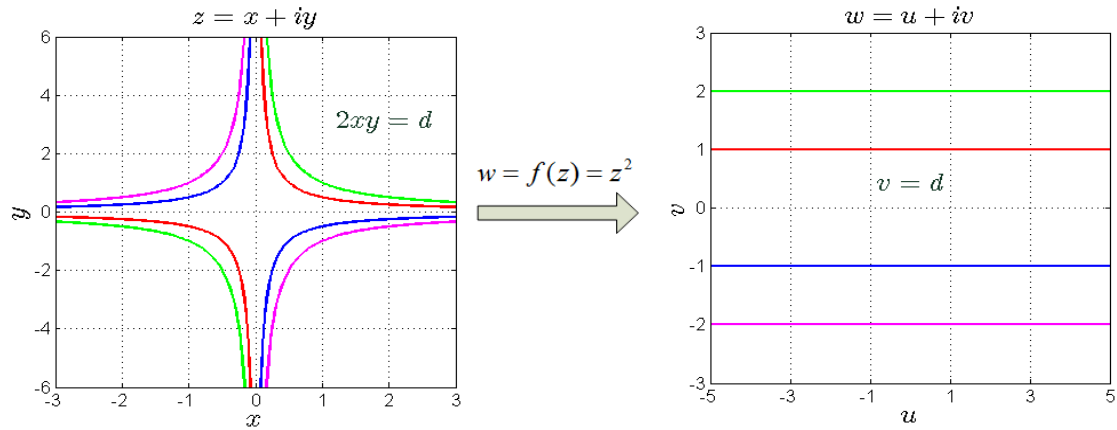 z = x + iy
6
4
2
0
-2
-4
-6
y
-3 -2 -1 0 1 2 3
x
2xy = d
w = f(z) = z²
w = u + iv
3
2
1
0
-1
-2
-3
v
-5 -3 -1 1 3 5
u
v = d